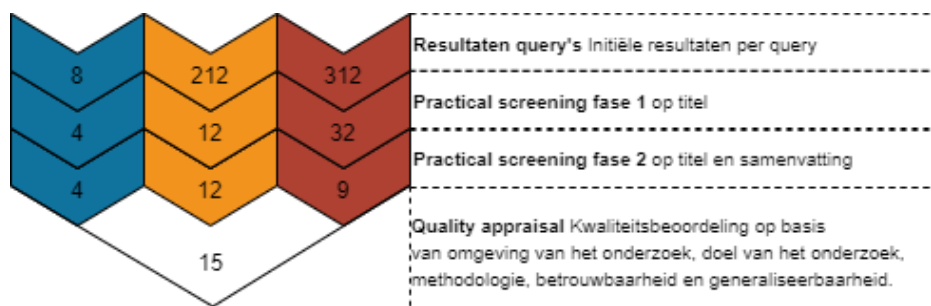 8 212 312 Resultaten query's Initiële resultaten per query
4 12 32 Practical screening fase 1 op titel
4 12 9 Practical screening fase 2 op titel en samenvatting
15
Quality appraisal Kwaliteitsbeoordeling op basis
van omgeving van het onderzoek, doel van het onderzoek,
methodologie, betrouwbaarheid en generaliseerbaarheid.